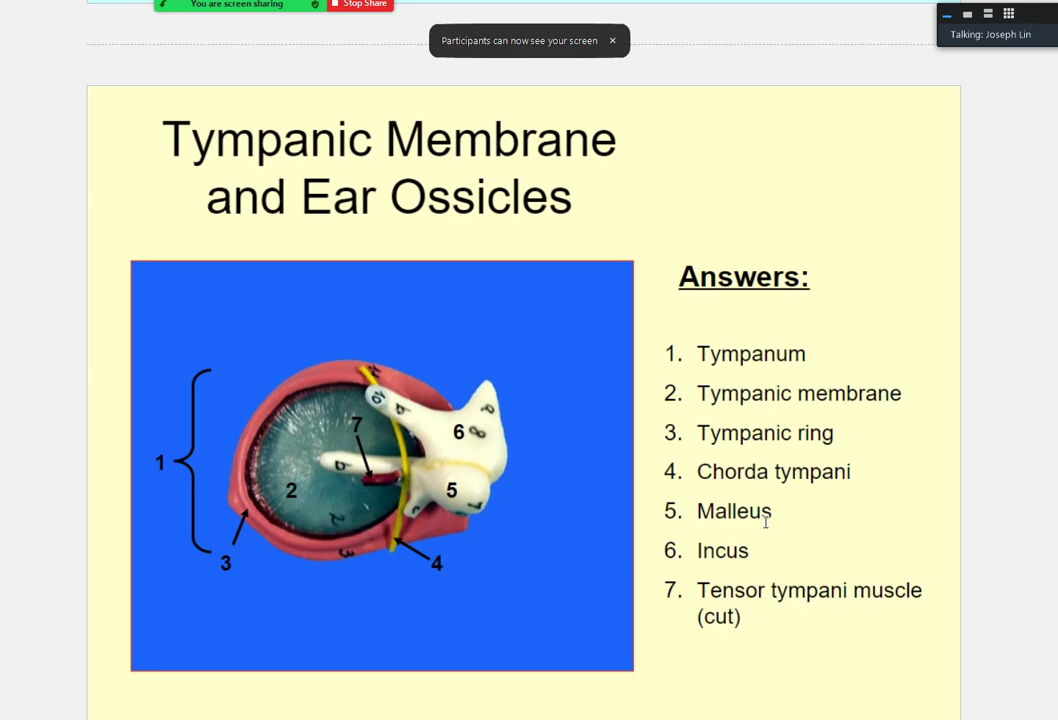 You are screen sharing
Stop Share
Participants can now see your screen
Talking: Joseph Lin
Tympanic Membrane
and Ear Ossicles
Answers:
1. Tympanum
2. Tympanic membrane
3. Tympanic ring
4. Chorda tympani
5. Malleus
6. Incus
7. Tensor tympani muscle
(cut)
7
6
8
1
2
5
3
4